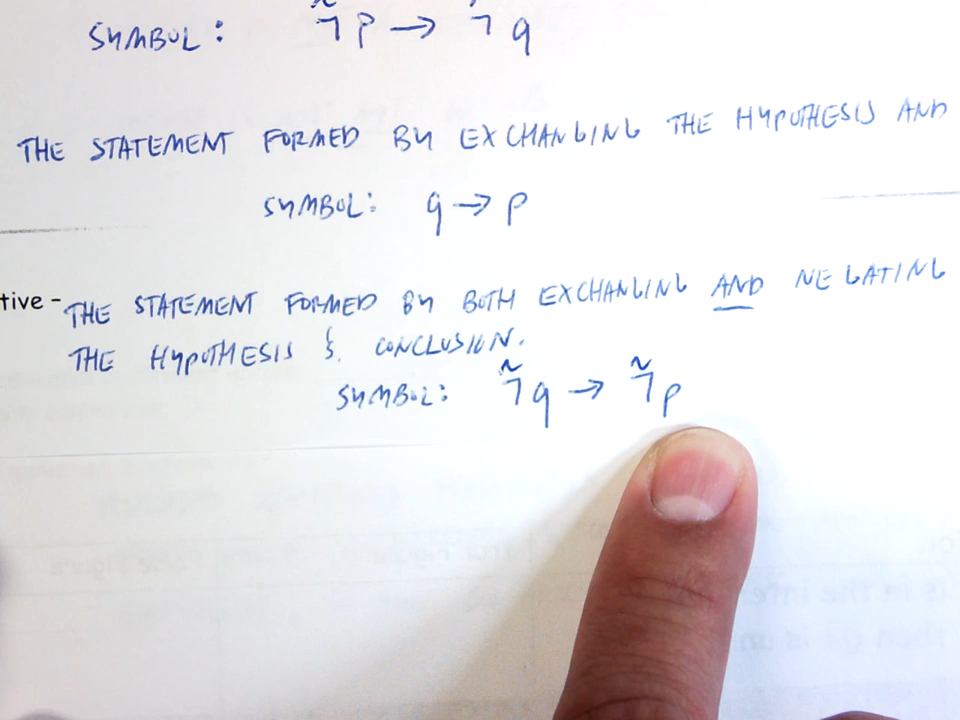 SYMBOL: ~¬p → ~¬q
THE STATEMENT FORMED BY EXCHANGING THE HYPOTHESIS AND
SYMBOL: q → p
tive - THE STATEMENT FORMED BY BOTH EXCHANGING AND NEGATING
THE HYPOTHESIS & CONCLUSION.
SYMBOL: ~¬q → ~¬p